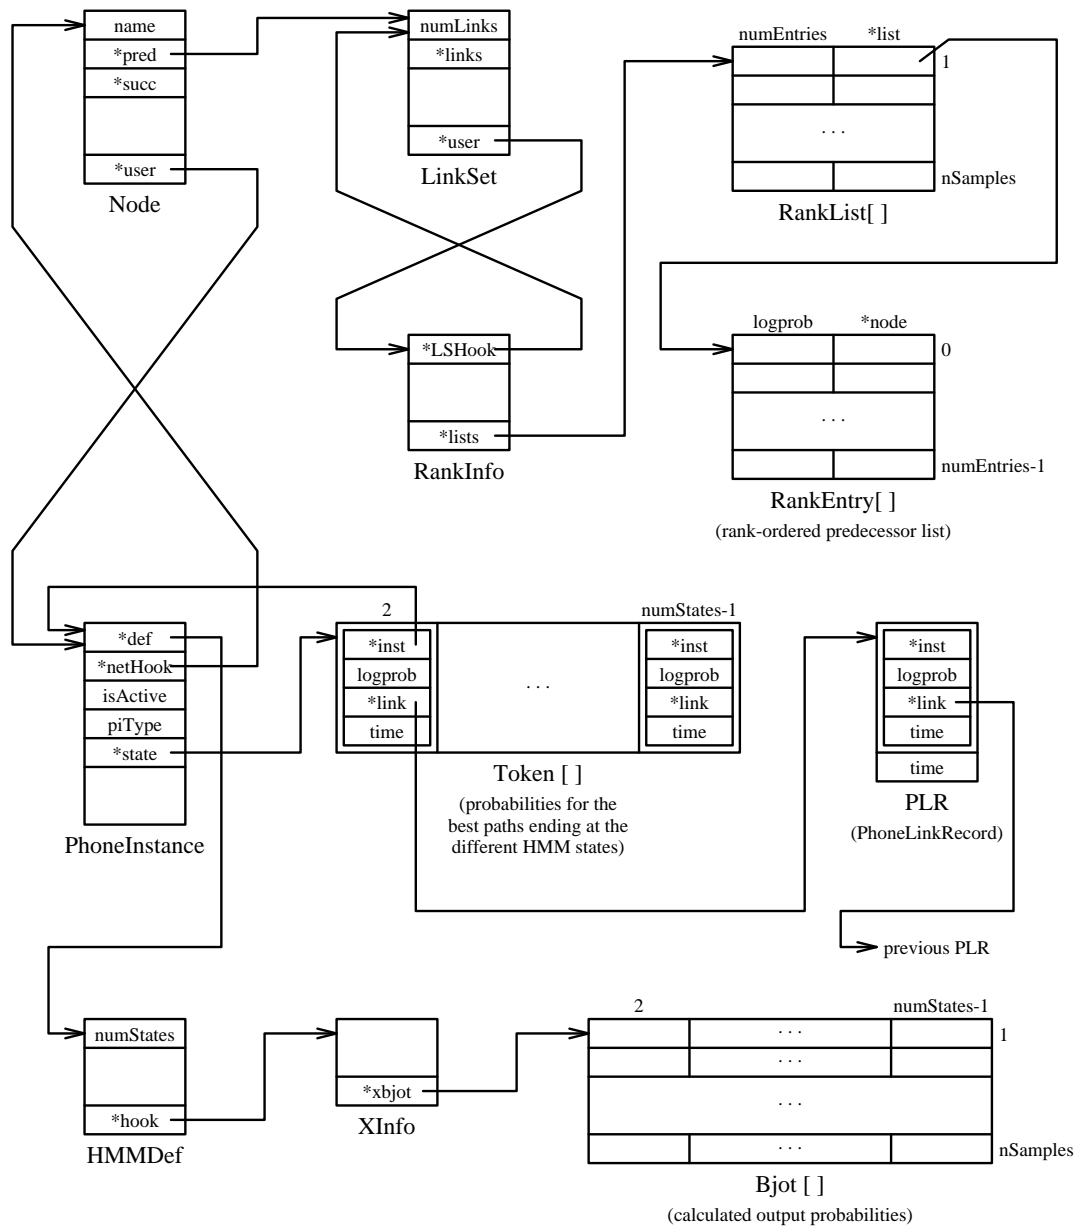 name
*pred
*succ
*user
Node
numLinks
*links
*user
LinkSet
numEntries *list
1
. . .
nSamples
RankList[ ]
*LSHook
*lists
RankInfo
logprob *node
0
. . .
numEntries-1
RankEntry[ ]
(rank-ordered predecessor list)
*def
*netHook
isActive
piType
*state
PhoneInstance
2 numStates-1
*inst
logprob
*link
time
. . .
*inst
logprob
*link
time
Token [ ]
(probabilities for the
best paths ending at the
different HMM states)
*inst
logprob
*link
time
time
PLR
(PhoneLinkRecord)
previous PLR
numStates
*hook
HMMDef
*xbjot
XInfo
2 numStates-1
. . .
1
. . .
. . .
. . .
nSamples
Bjot [ ]
(calculated output probabilities)